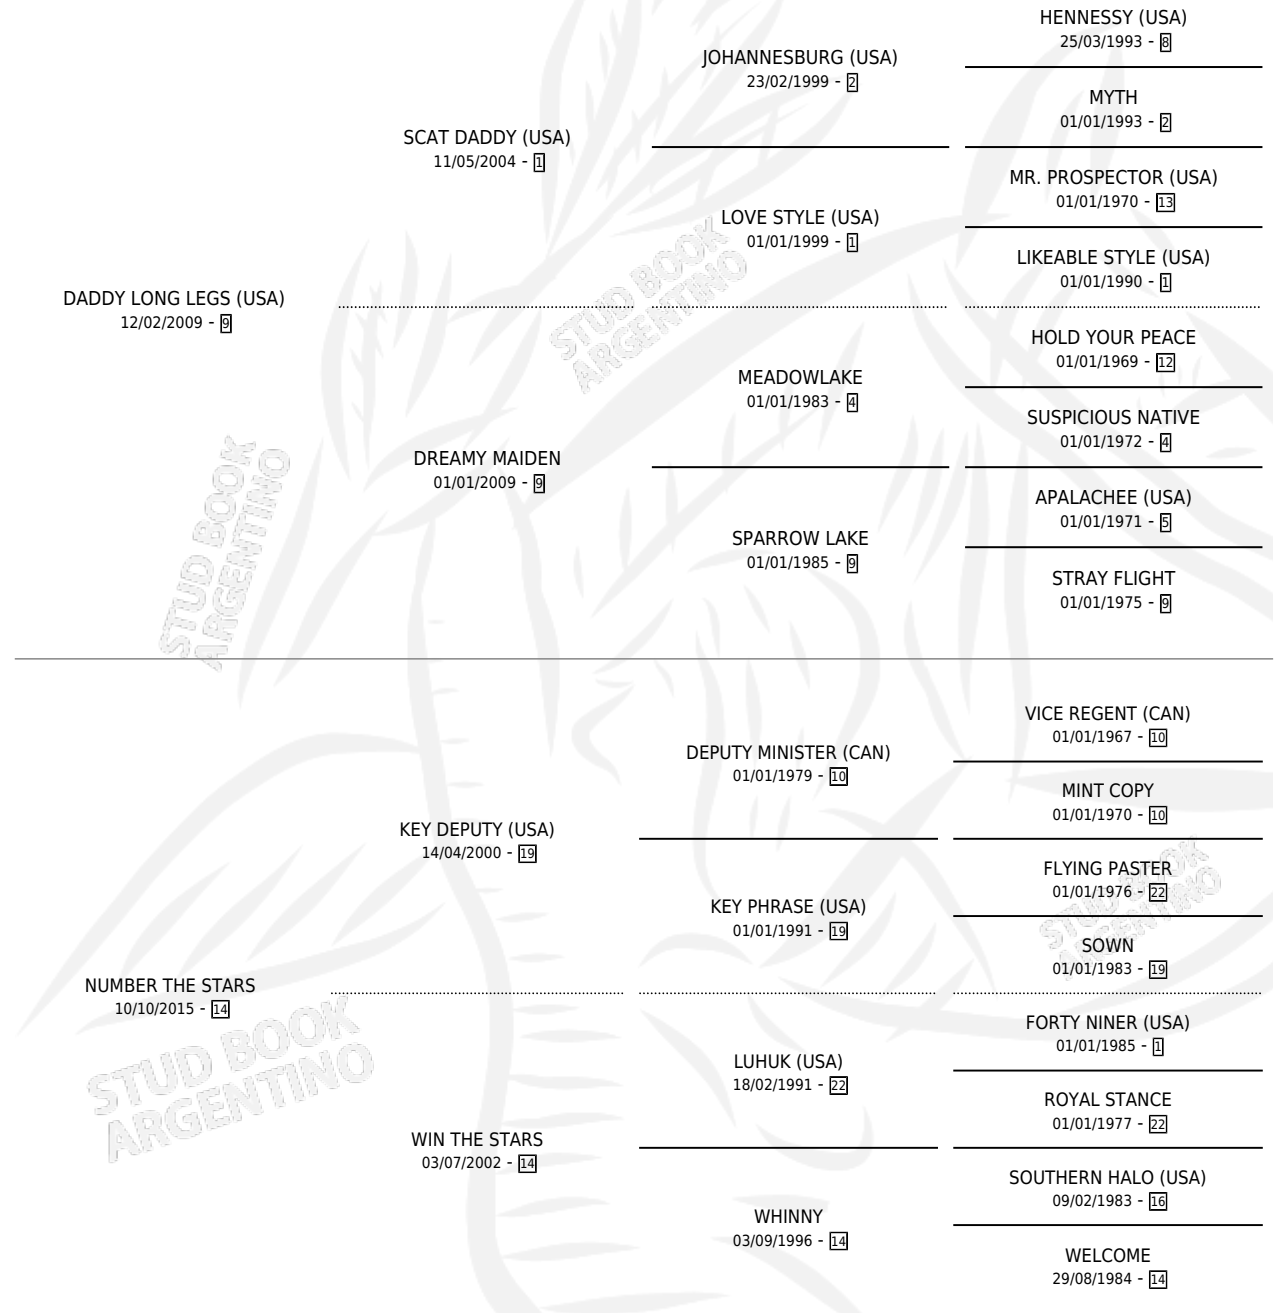 HENNESSY (USA)
25/03/1993 - 8
JOHANNESBURG (USA)
23/02/1999 - 2
MYTH
01/01/1993 - 2
SCAT DADDY (USA)
11/05/2004 - 1
MR. PROSPECTOR (USA)
01/01/1970 - 13
LOVE STYLE (USA)
01/01/1999 - 1
LIKEABLE STYLE (USA)
01/01/1990 - 1
DADDY LONG LEGS (USA)
12/02/2009 - 9
HOLD YOUR PEACE
01/01/1969 - 12
MEADOWLAKE
01/01/1983 - 4
SUSPICIOUS NATIVE
01/01/1972 - 4
DREAMY MAIDEN
01/01/2009 - 9
APALACHEE (USA)
01/01/1971 - 5
SPARROW LAKE
01/01/1985 - 9
STRAY FLIGHT
01/01/1975 - 9
VICE REGENT (CAN)
01/01/1967 - 10
DEPUTY MINISTER (CAN)
01/01/1979 - 10
MINT COPY
01/01/1970 - 10
KEY DEPUTY (USA)
14/04/2000 - 19
FLYING PASTER
01/01/1976 - 22
KEY PHRASE (USA)
01/01/1991 - 19
SOWN
01/01/1983 - 19
NUMBER THE STARS
10/10/2015 - 14
FORTY NINER (USA)
01/01/1985 - 1
LUHUK (USA)
18/02/1991 - 22
ROYAL STANCE
01/01/1977 - 22
WIN THE STARS
03/07/2002 - 14
SOUTHERN HALO (USA)
09/02/1983 - 16
WHINNY
03/09/1996 - 14
WELCOME
29/08/1984 - 14
STUD BOOK
ARGENTINO
STUD BOOK
ARGENTINO
STUD BOOK
ARGENTINO
STUD BOOK
ARGENTINO